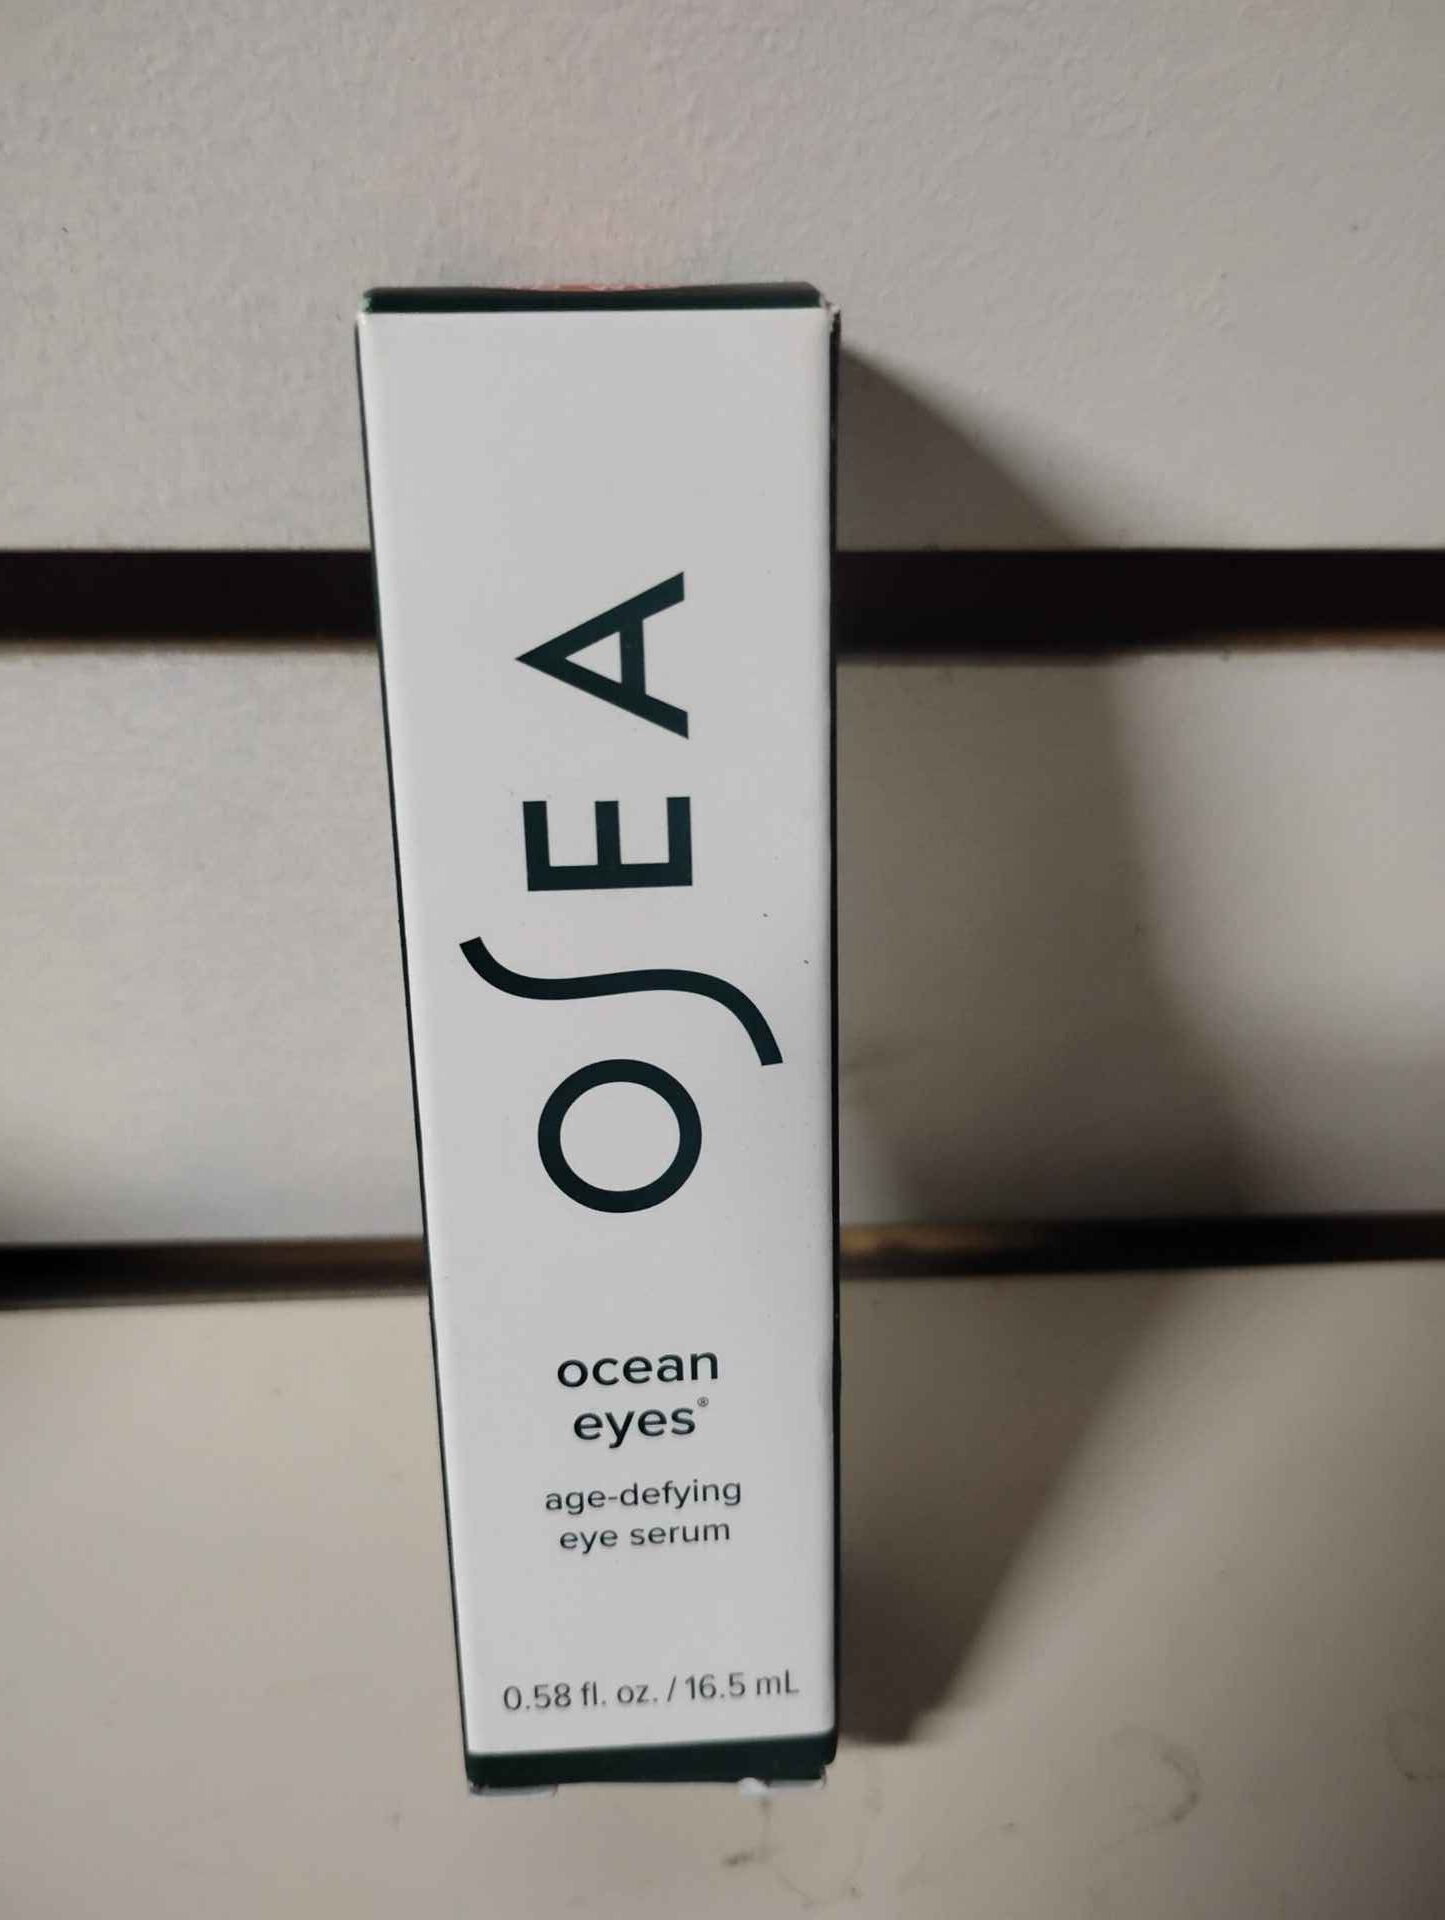 OSEA
ocean
eyes®
age-defying
eye serum
0.58 fl. oz. / 16.5 mL